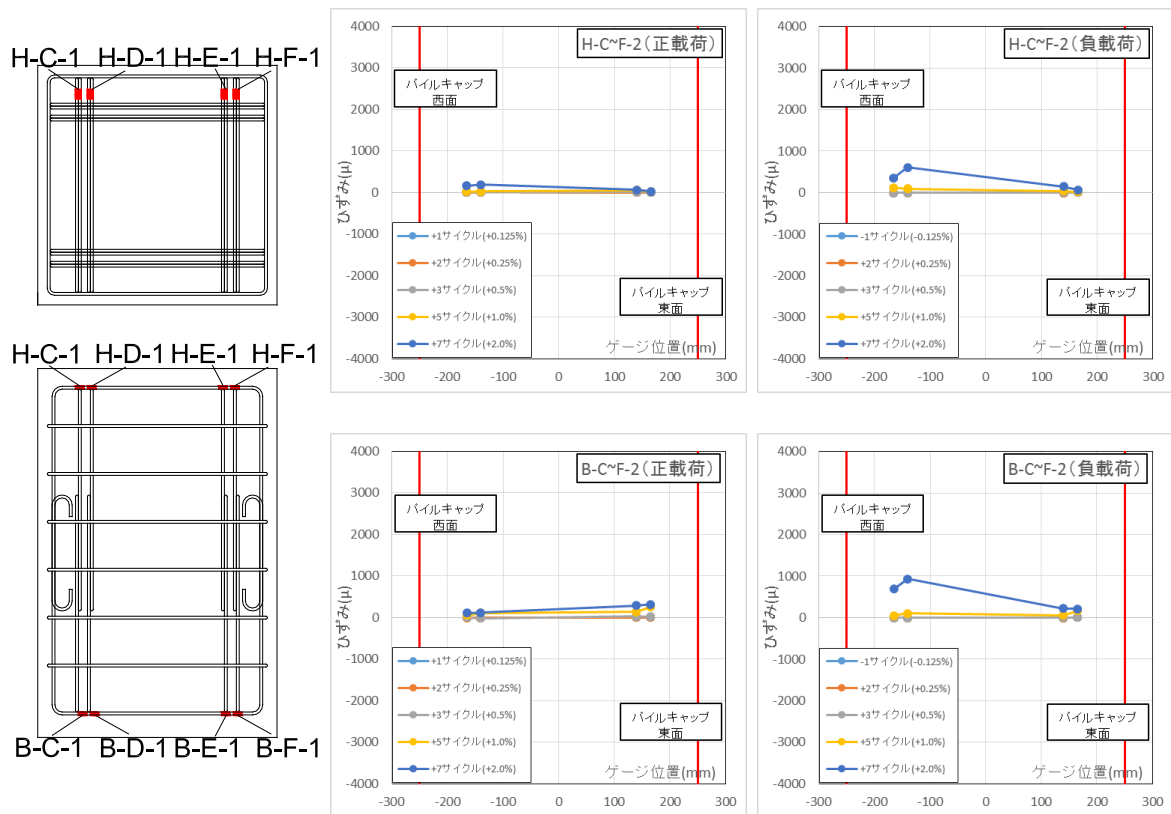 H-C-1 H-D-1 H-E-1 H-F-1
H-C-1 H-D-1 H-E-1 H-F-1
B-C-1 B-D-1 B-E-1 B-F-1
H-C~F-2(正載荷)
パイルキャップ
西面
パイルキャップ
東面
ひずみ(μ)
4000
3000
2000
1000
0
-1000
-2000
-3000
-4000
+1サイクル(+0.125%)
+2サイクル(+0.25%)
+3サイクル(+0.5%)
+5サイクル(+1.0%)
+7サイクル(+2.0%)
ゲージ位置(mm)
-300 -200 -100 0 100 200 300
H-C~F-2(負載荷)
パイルキャップ
西面
パイルキャップ
東面
ひずみ(μ)
4000
3000
2000
1000
0
-1000
-2000
-3000
-4000
-1サイクル(-0.125%)
+2サイクル(+0.25%)
+3サイクル(+0.5%)
+5サイクル(+1.0%)
+7サイクル(+2.0%)
ゲージ位置(mm)
-300 -200 -100 0 100 200 300
B-C~F-2(正載荷)
パイルキャップ
西面
パイルキャップ
東面
ひずみ(μ)
4000
3000
2000
1000
0
-1000
-2000
-3000
-4000
+1サイクル(+0.125%)
+2サイクル(+0.25%)
+3サイクル(+0.5%)
+5サイクル(+1.0%)
+7サイクル(+2.0%)
ゲージ位置(mm)
-300 -200 -100 0 100 200 300
B-C~F-2(負載荷)
パイルキャップ
西面
パイルキャップ
東面
ひずみ(μ)
4000
3000
2000
1000
0
-1000
-2000
-3000
-4000
-1サイクル(-0.125%)
+2サイクル(+0.25%)
+3サイクル(+0.5%)
+5サイクル(+1.0%)
+7サイクル(+2.0%)
ゲージ位置(mm)
-300 -200 -100 0 100 200 300